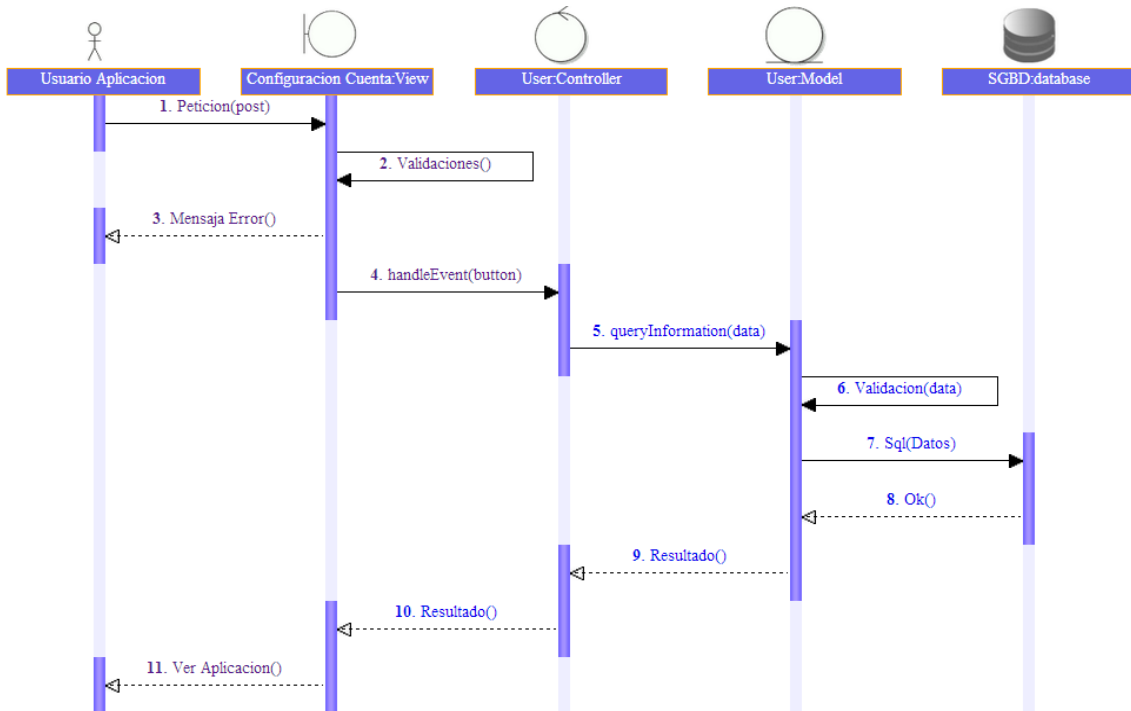 Usuario Aplicacion
Configuracion Cuenta:View
User:Controller
User:Model
SGBD:database
1. Peticion(post)
2. Validaciones()
3. Mensaja Error()
4. handleEvent(button)
5. queryInformation(data)
6. Validacion(data)
7. Sql(Datos)
8. Ok()
9. Resultado()
10. Resultado()
11. Ver Aplicacion()